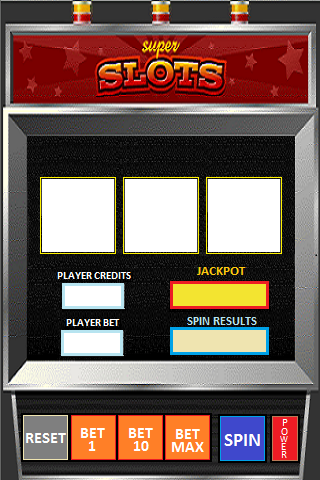 super
SLOTS
PLAYER CREDITS
JACKPOT
PLAYER BET
SPIN RESULTS
RESET
BET
1
BET
10
BET
MAX
SPIN
POWER